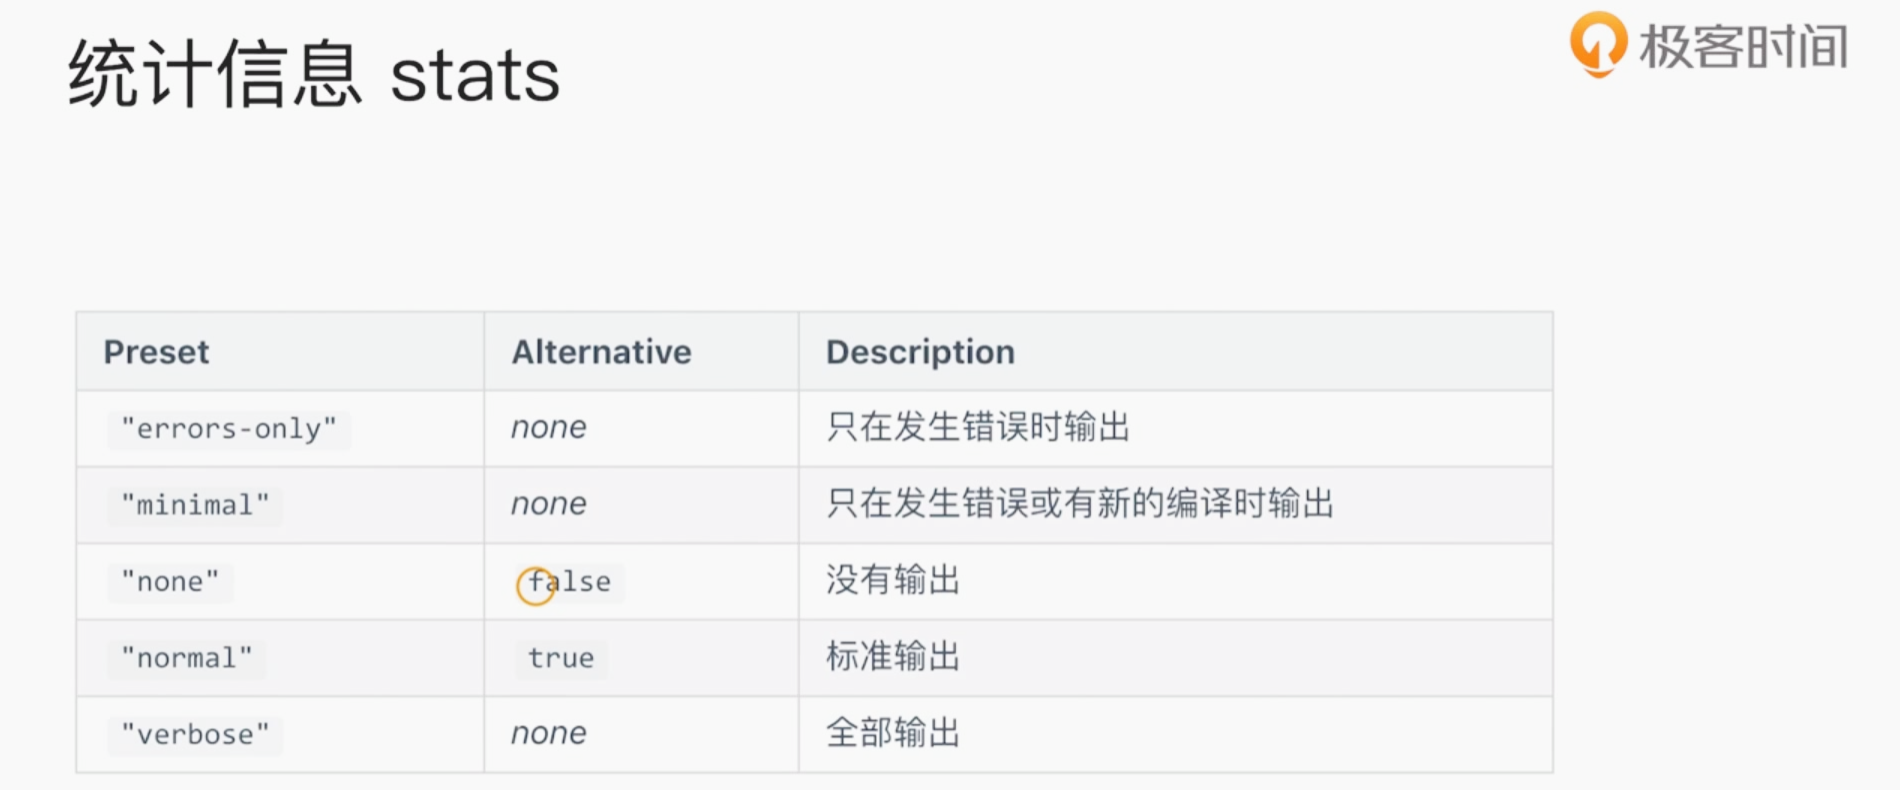 统计信息 stats
极客时间
Preset Alternative Description
"errors-only" none 只在发生错误时输出
"minimal" none 只在发生错误或有新的编译时输出
"none" false 没有输出
"normal" true 标准输出
"verbose" none 全部输出